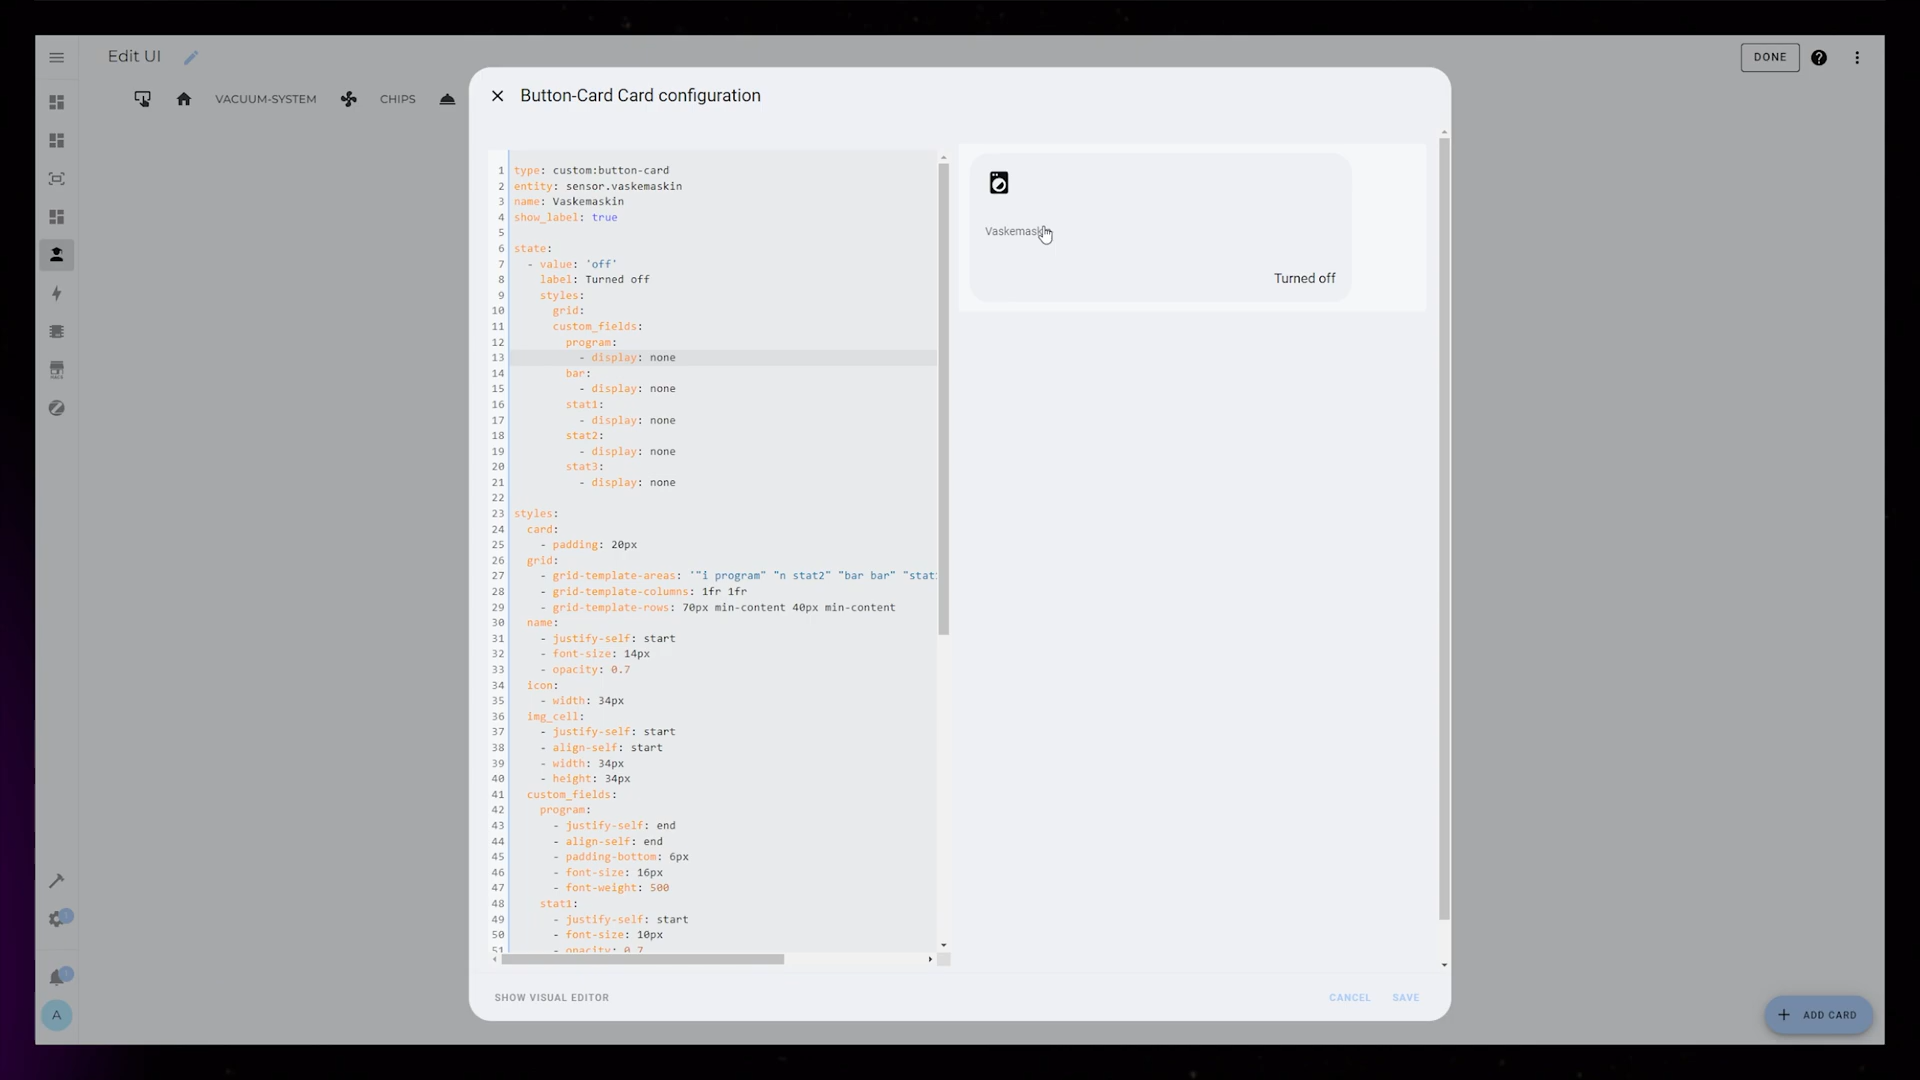 Edit UI
DONE
VACUUM-SYSTEM
CHIPS
Button-Card Card configuration
1 type: custom:button-card
2 entity: sensor.vaskemaskin
3 name: Vaskemaskin
4 show_label: true
5
6 state:
7 - value: 'off'
8 label: Turned off
9 styles:
10 grid:
11 custom_fields:
12 program:
13 - display: none
14 bar:
15 - display: none
16 stat1:
17 - display: none
18 stat2:
19 - display: none
20 stat3:
21 - display: none
22
23 styles:
24 card:
25 - padding: 20px
26 grid:
27 - grid-template-areas: '"i program" "n stat2" "bar bar" "stat
28 - grid-template-columns: 1fr 1fr
29 - grid-template-rows: 70px min-content 40px min-content
30 name:
31 - justify-self: start
32 - font-size: 14px
33 - opacity: 0.7
34 icon:
35 - width: 34px
36 img_cell:
37 - justify-self: start
38 - align-self: start
39 - width: 34px
40 - height: 34px
41 custom_fields:
42 program:
43 - justify-self: end
44 - align-self: end
45 - padding-bottom: 6px
46 - font-size: 16px
47 - font-weight: 500
48 stat1:
49 - justify-self: start
50 - font-size: 10px
51 - opacity: 0.7
Vaskemaskin
Turned off
SHOW VISUAL EDITOR
CANCEL
SAVE
A
ADD CARD